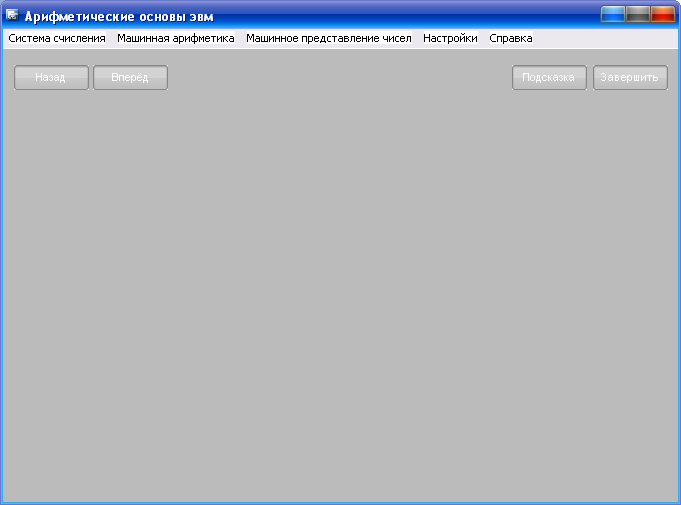 Арифметические основы эвм
Система счисления Машинная арифметика Машинное представление чисел Настройки Справка
Назад Вперёд Подсказка Завершить